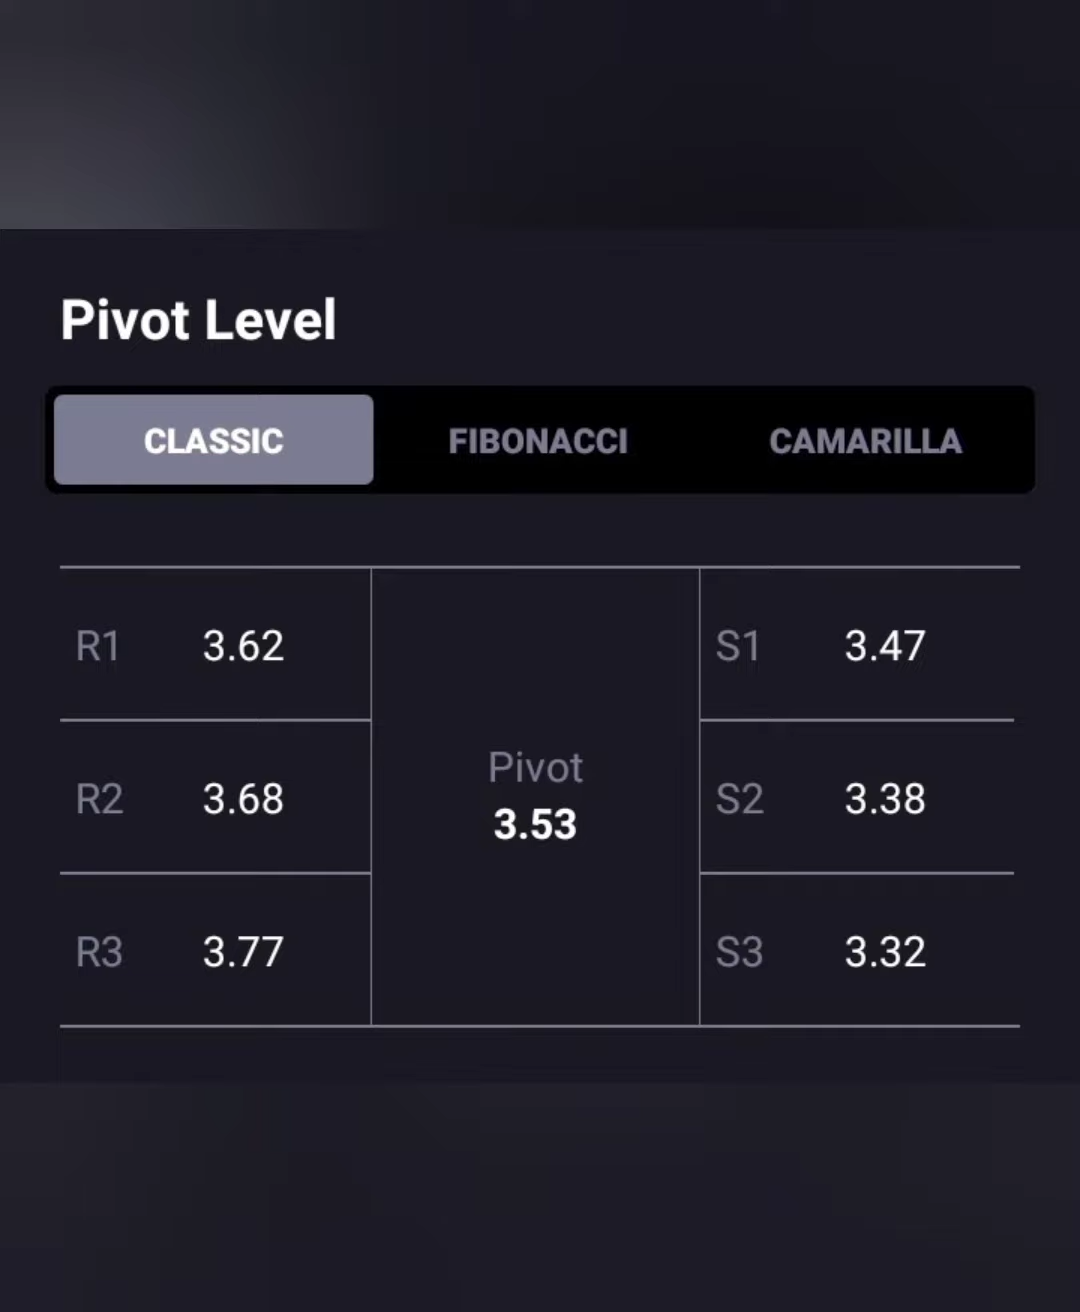 Pivot Level
CLASSIC FIBONACCI CAMARILLA
R1 3.62 S1 3.47
R2 3.68 Pivot 3.53 S2 3.38
R3 3.77 S3 3.32